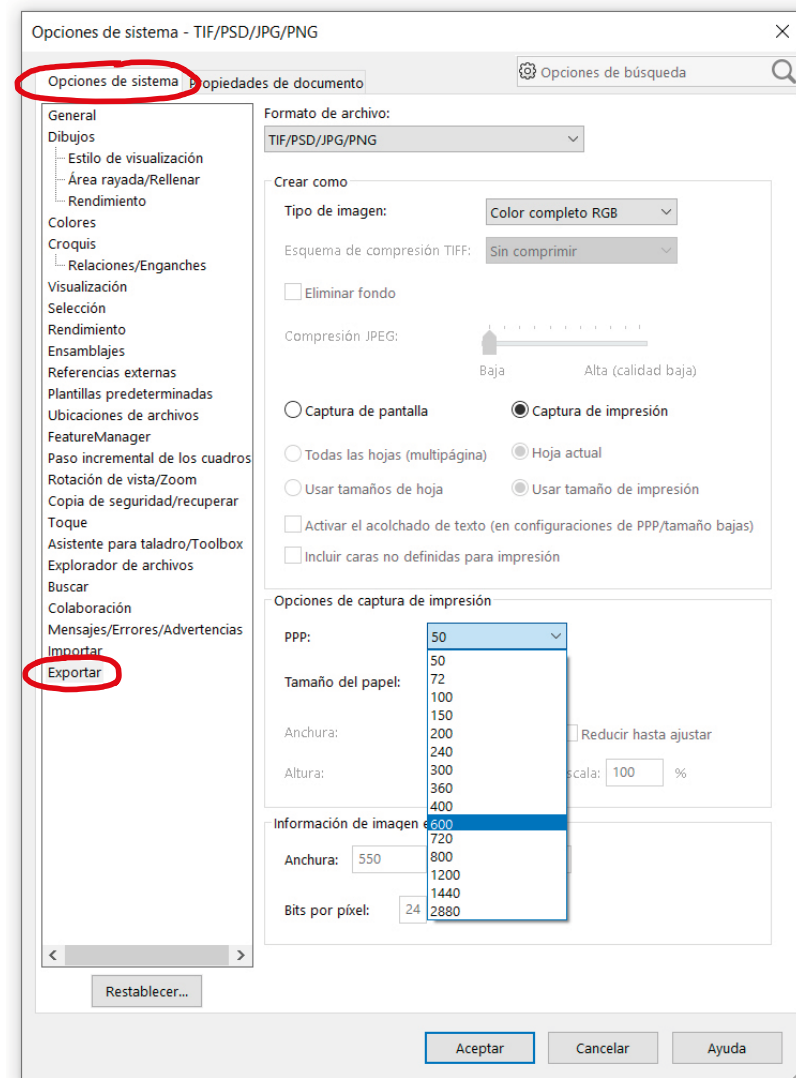 Opciones de sistema - TIF/PSD/JPG/PNG
Opciones de sistema
Propiedades de documento
Opciones de búsqueda
General
Dibujos
Estilo de visualización
Área rayada/Rellenar
Rendimiento
Colores
Croquis
Relaciones/Enganches
Visualización
Selección
Rendimiento
Ensamblajes
Referencias externas
Plantillas predeterminadas
Ubicaciones de archivos
FeatureManager
Paso incremental de los cuadros
Rotación de vista/Zoom
Copia de seguridad/recuperar
Toque
Asistente para taladro/Toolbox
Explorador de archivos
Buscar
Colaboración
Mensajes/Errores/Advertencias
Importar
Exportar
Restablecer...
Formato de archivo:
TIF/PSD/JPG/PNG
Crear como
Tipo de imagen: Color completo RGB
Esquema de compresión TIFF: Sin comprimir
Eliminar fondo
Compresión JPEG:
Baja Alta (calidad baja)
Captura de pantalla Captura de impresión
Todas las hojas (multipágina) Hoja actual
Usar tamaños de hoja Usar tamaño de impresión
Activar el acolchado de texto (en configuraciones de PPP/tamaño bajas)
Incluir caras no definidas para impresión
Opciones de captura de impresión
PPP: 50
50
72
100
150
200
240
300
360
400
600
720
800
1200
1440
2880
Tamaño del papel:
Anchura: Reducir hasta ajustar
Altura: scala: 100 %
Información de imagen e
Anchura: 550
Bits por píxel: 24
Aceptar Cancelar Ayuda